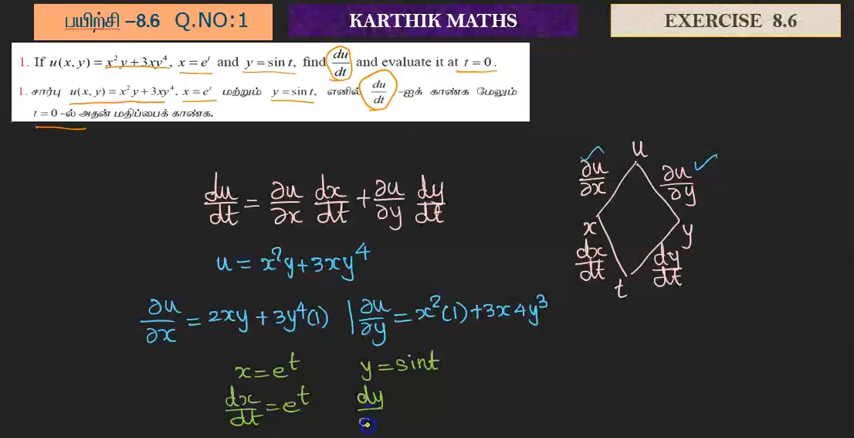 பயிற்சி –8.6 Q.NO:1
KARTHIK MATHS
EXERCISE 8.6
1. If u(x, y) = x²y+3xy⁴, x = eᵗ and y = sin t, find du/dt and evaluate it at t = 0.
1. சார்பு u(x, y) = x²y+3xy⁴, x = eᵗ மற்றும் y = sin t, எனில் du/dt -ஐக் காண்க மேலும்
t = 0 -ல் அதன் மதிப்பைக் காண்க.
du/dt = ∂u/∂x dx/dt + ∂u/∂y dy/dt
u = x²y+3xy⁴
∂u/∂x = 2xy + 3y⁴(1) | ∂u/∂y = x²(1)+3x4y³
x = eᵗ y = sint
dx/dt = eᵗ dy
u
∂u/∂x ∂u/∂y
x y
dx/dt dy/dt
t